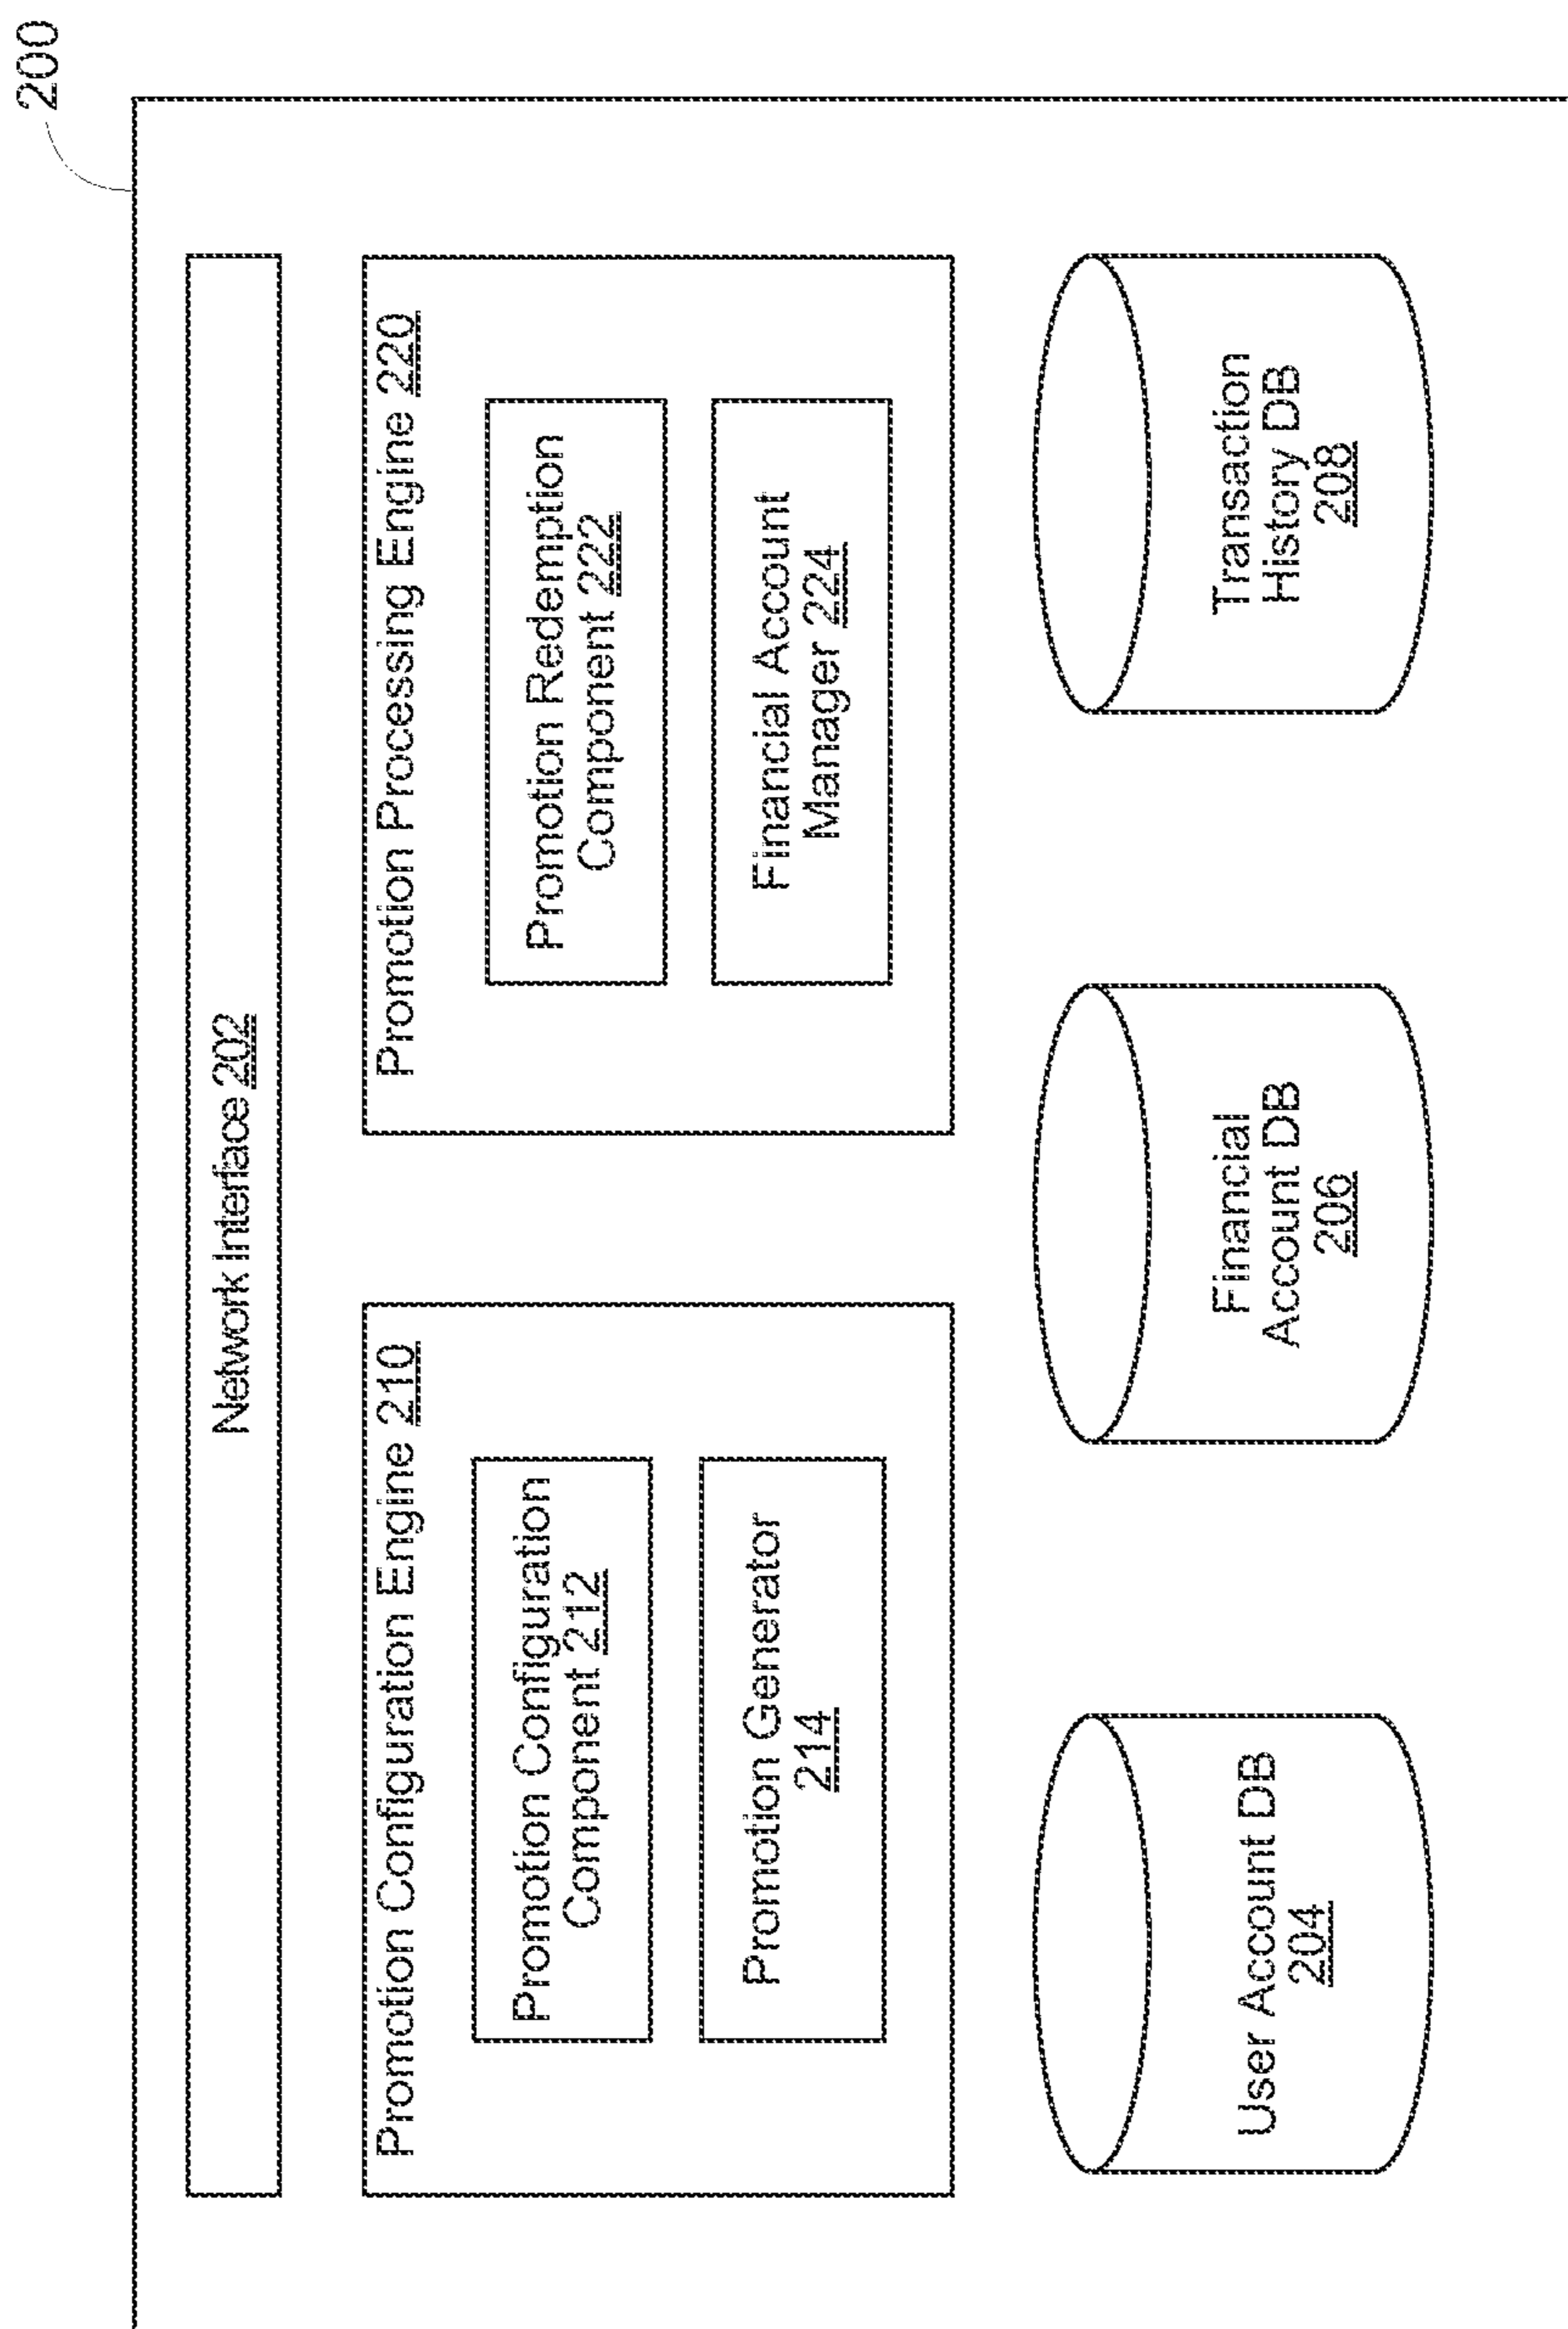 200
Network Interface 202
Promotion Configuration Engine 210
Promotion Configuration
Component 212
Promotion Generator
214
Promotion Processing Engine 220
Promotion Redemption
Component 222
Financial Account
Manager 224
User Account DB
204
Financial
Account DB
206
Transaction
History DB
208